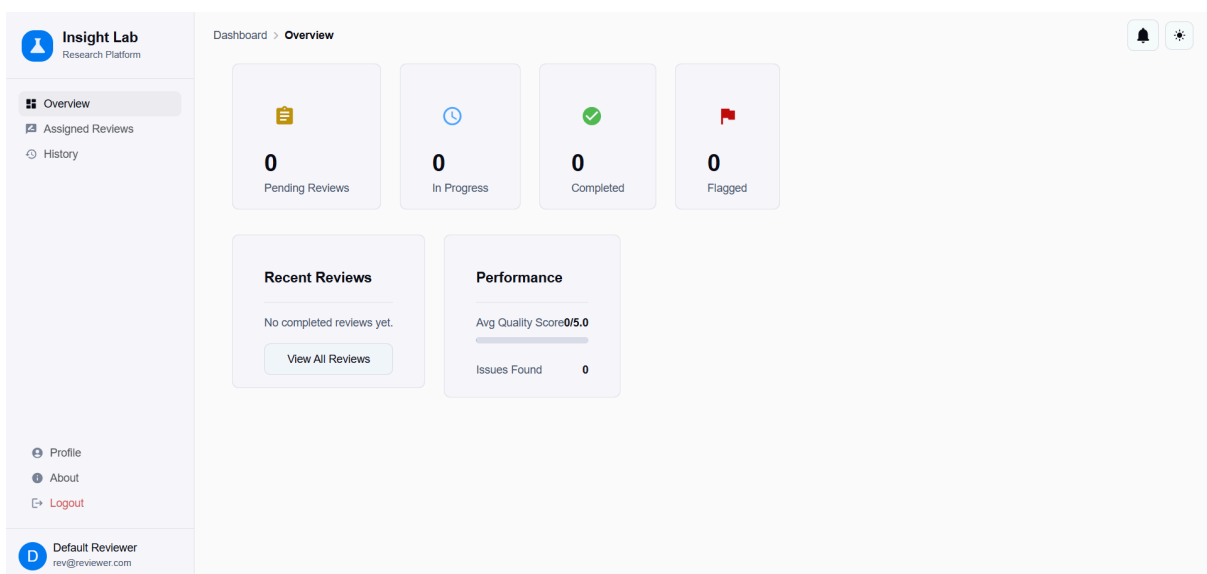 Insight Lab
Research Platform
Overview
Assigned Reviews
History
Profile
About
Logout
D
Default Reviewer
rev@reviewer.com
Dashboard > Overview
0
Pending Reviews
0
In Progress
0
Completed
0
Flagged
Recent Reviews
No completed reviews yet.
View All Reviews
Performance
Avg Quality Score0/5.0
Issues Found 0